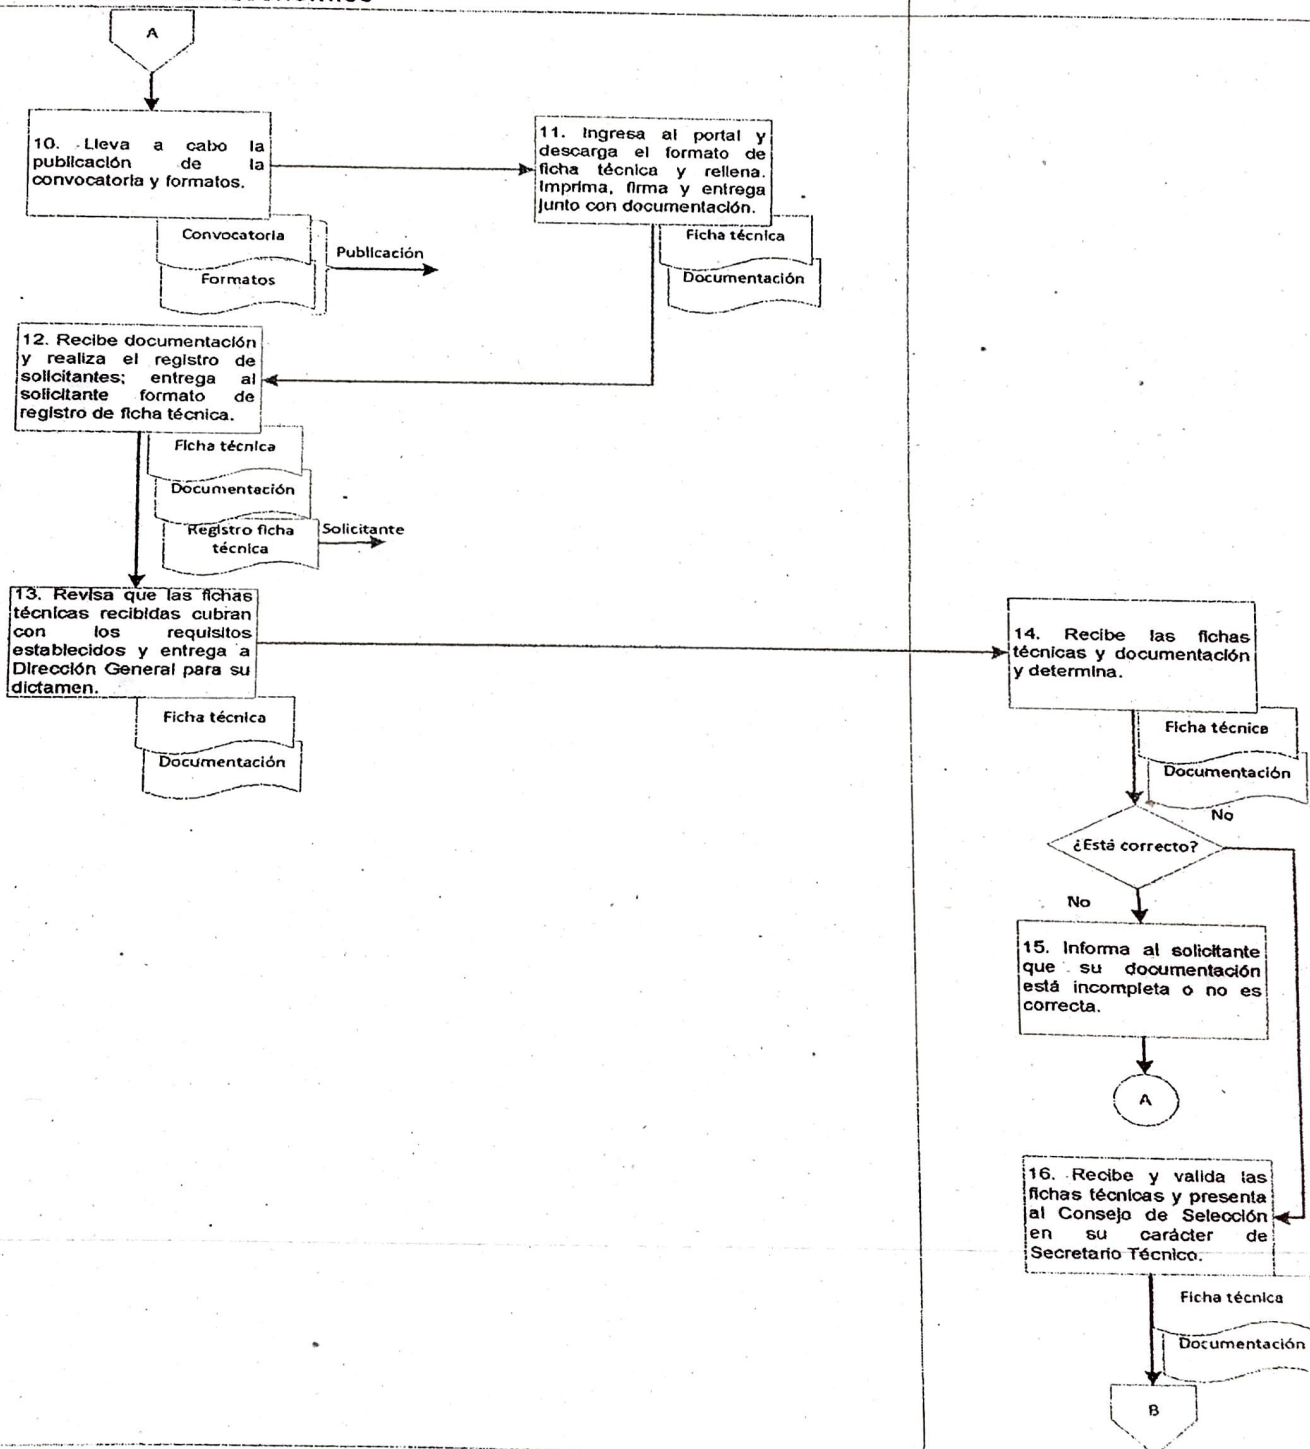 A
10. Lleva a cabo la
publicación de la
convocatoria y formatos.
Convocatoria
Formatos
Publicación
11. Ingresa al portal y
descarga el formato de
ficha técnica y rellena.
Imprima, firma y entrega
junto con documentación.
Ficha técnica
Documentación
12. Recibe documentación
y realiza el registro de
solicitantes; entrega al
solicitante formato de
registro de ficha técnica.
Ficha técnica
Documentación
Registro ficha
técnica
Solicitante
13. Revisa que las fichas
técnicas recibidas cubran
con los requisitos
establecidos y entrega a
Dirección General para su
dictamen.
Ficha técnica
Documentación
14. Recibe las fichas
técnicas y documentación
y determina.
Ficha técnica
Documentación
No
¿Está correcto?
No
15. Informa al solicitante
que su documentación
está incompleta o no es
correcta.
A
16. Recibe y valida las
fichas técnicas y presenta
al Consejo de Selección
en su carácter de
Secretario Técnico.
Ficha técnica
Documentación
B